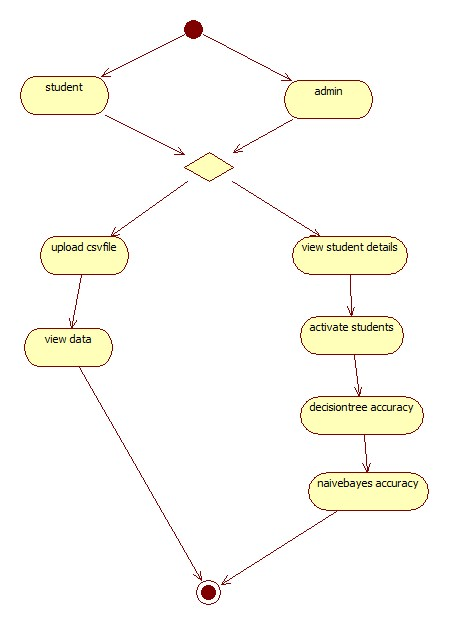 student
admin
upload csvfile
view student details
view data
activate students
decisiontree accuracy
naivebayes accuracy